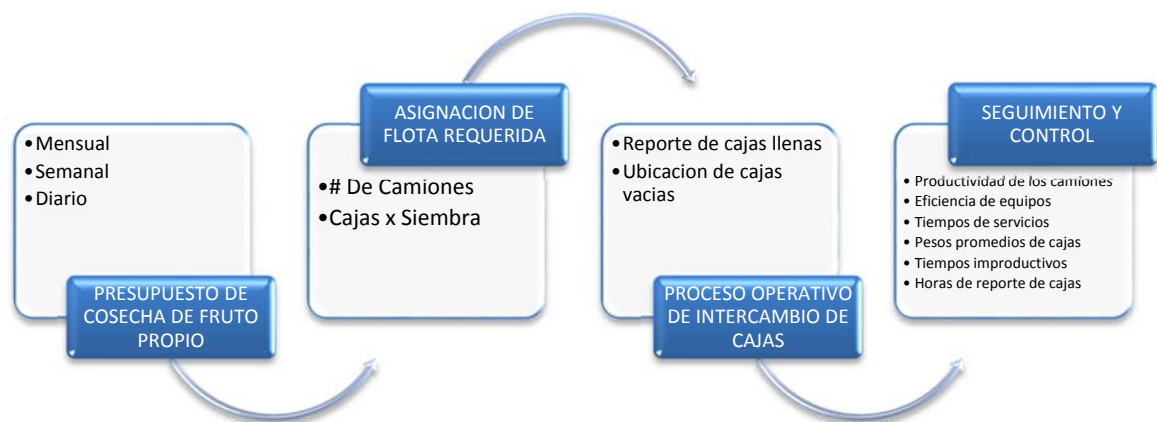 • Mensual
• Semanal
• Diario
PRESUPUESTO DE
COSECHA DE FRUTO
PROPIO
ASIGNACION DE
FLOTA REQUERIDA
• # De Camiones
• Cajas x Siembra
• Reporte de cajas llenas
• Ubicacion de cajas
vacias
PROCESO OPERATIVO
DE INTERCAMBIO DE
CAJAS
SEGUIMIENTO Y
CONTROL
• Productividad de los camiones
• Eficiencia de equipos
• Tiempos de servicios
• Pesos promedios de cajas
• Tiempos improductivos
• Horas de reporte de cajas